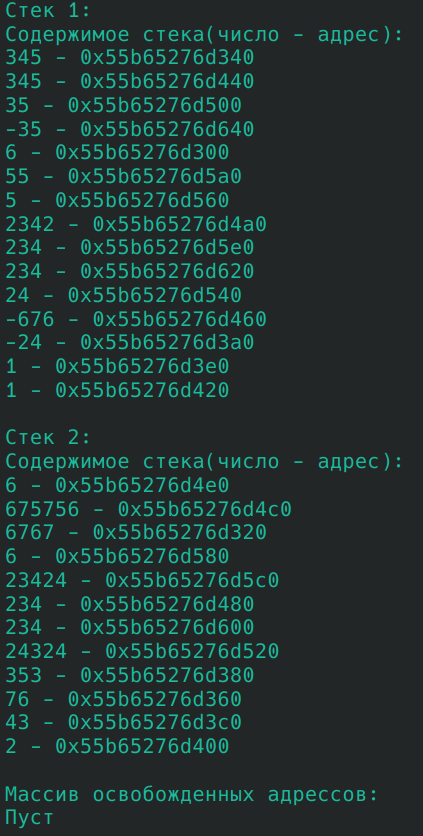 Стек 1:
Содержимое стека(число - адрес):
345 - 0x55b65276d340
345 - 0x55b65276d440
35 - 0x55b65276d500
-35 - 0x55b65276d640
6 - 0x55b65276d300
55 - 0x55b65276d5a0
5 - 0x55b65276d560
2342 - 0x55b65276d4a0
234 - 0x55b65276d5e0
234 - 0x55b65276d620
24 - 0x55b65276d540
-676 - 0x55b65276d460
-24 - 0x55b65276d3a0
1 - 0x55b65276d3e0
1 - 0x55b65276d420

Стек 2:
Содержимое стека(число - адрес):
6 - 0x55b65276d4e0
675756 - 0x55b65276d4c0
6767 - 0x55b65276d320
6 - 0x55b65276d580
23424 - 0x55b65276d5c0
234 - 0x55b65276d480
234 - 0x55b65276d600
24324 - 0x55b65276d520
353 - 0x55b65276d380
76 - 0x55b65276d360
43 - 0x55b65276d3c0
2 - 0x55b65276d400

Массив освобожденных адрессов:
Пуст